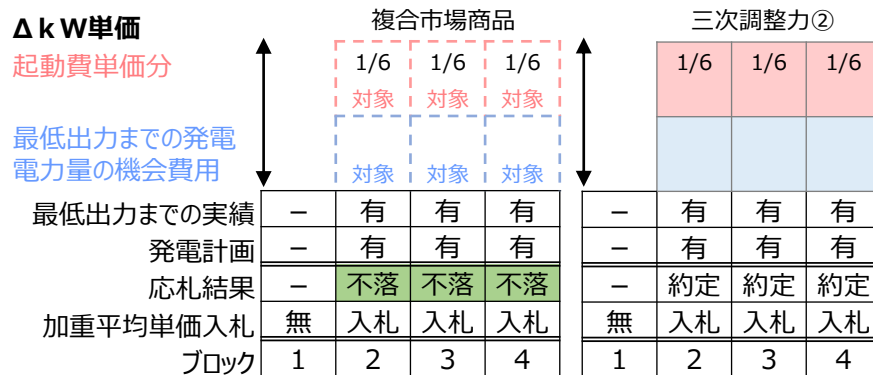 ΔkW単価
起動費単価分
最低出力までの発電
電力量の機会費用
複合市場商品 三次調整力②
1/6 1/6 1/6 1/6 1/6 1/6
対象 対象 対象
対象 対象 対象
最低出力までの実績 − 有 有 有 − 有 有 有
発電計画 − 有 有 有 − 有 有 有
応札結果 − 不落 不落 不落 − 約定 約定 約定
加重平均単価入札 無 入札 入札 入札 無 入札 入札 入札
ブロック 1 2 3 4 1 2 3 4